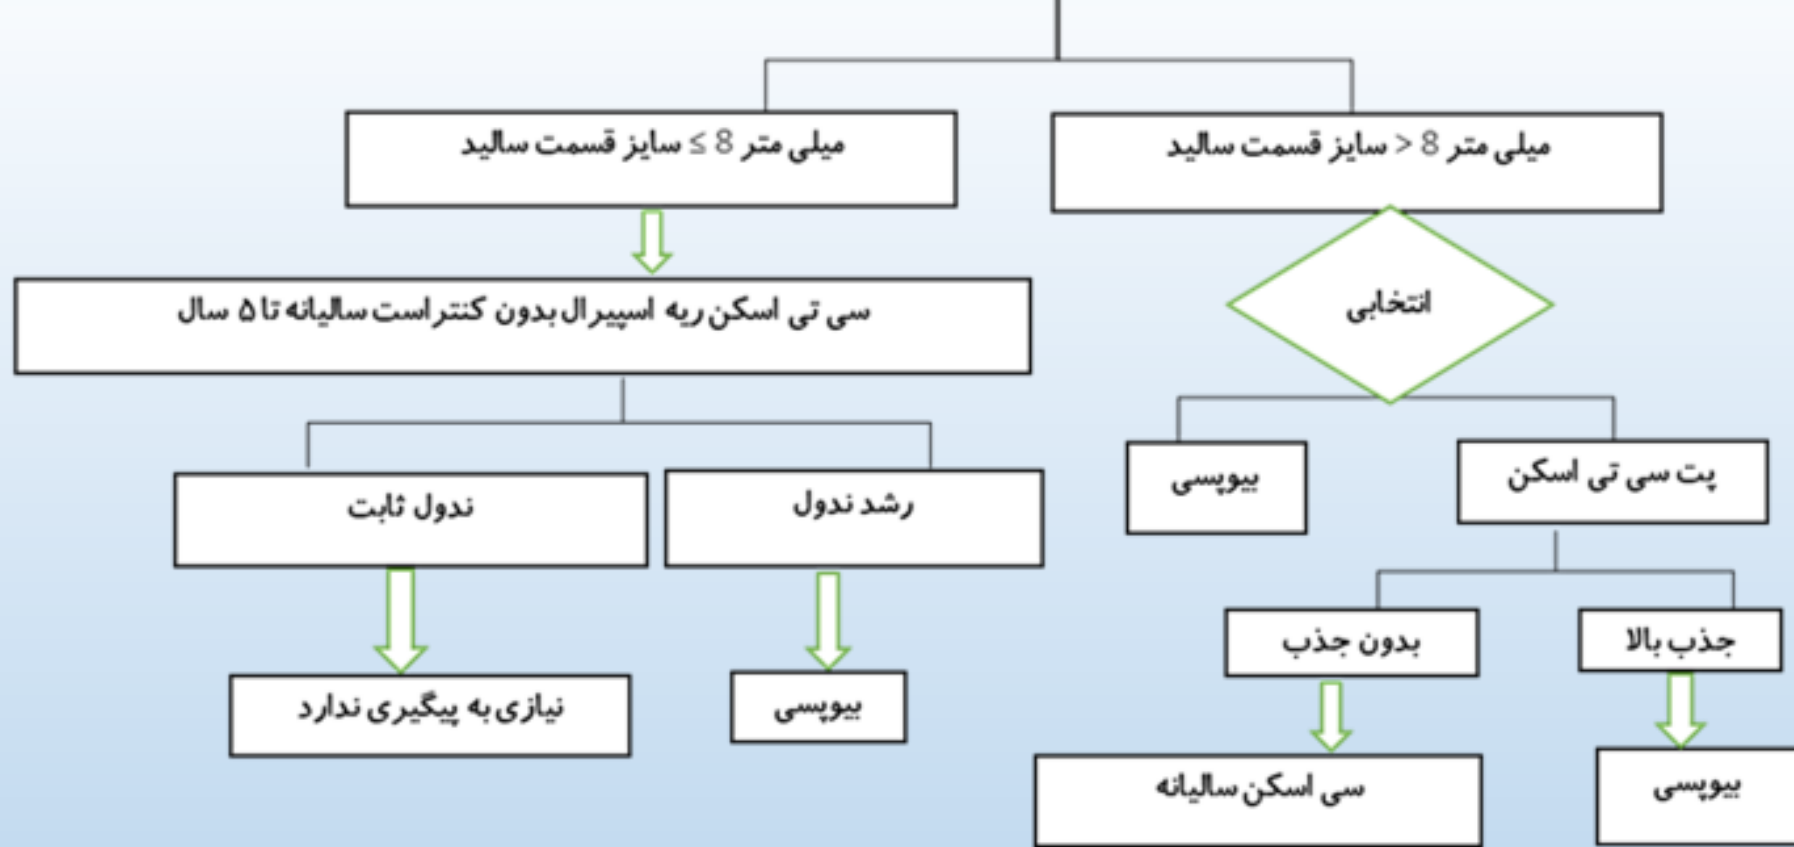 میلی متر 8 < سایز قسمت سالید
میلی متر 8 ≥ سایز قسمت سالید
انتخابی
سی تی اسکن ریه اسپیرال بدون کنتراست سالیانه تا ۵ سال
پت سی تی اسکن
بیوپسی
رشد ندول
ندول ثابت
جذب بالا
بدون جذب
بیوپسی
نیازی به پیگیری ندارد
بیوپسی
سی اسکن سالیانه